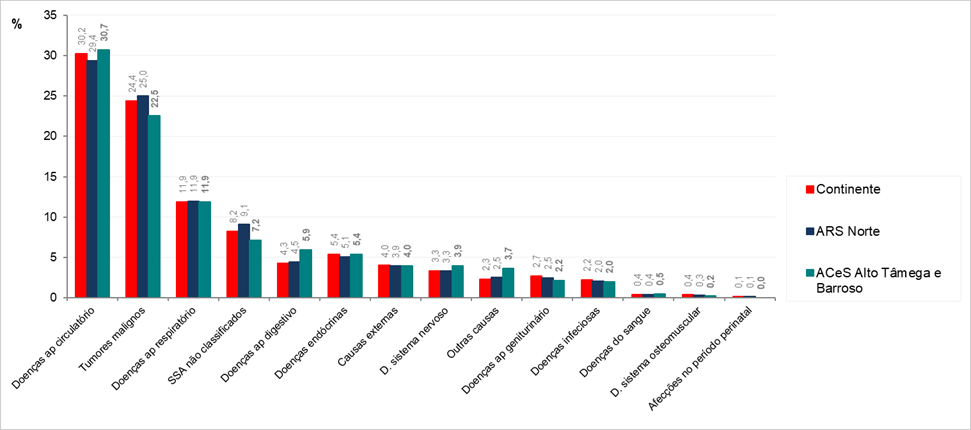 %
35
30
25
20
15
10
5
0
30,2
29,4
30,7
24,4
25,0
22,5
11,9
11,9
11,9
8,2
9,1
7,2
4,3
4,5
5,9
5,4
5,1
5,4
4,0
3,9
4,0
3,3
3,3
3,9
2,3
2,5
3,7
2,7
2,5
2,2
2,2
2,0
2,0
0,4
0,4
0,5
0,4
0,3
0,2
0,1
0,1
0,0
Doenças ap circulatório
Tumores malignos
Doenças ap respiratório
SSA não classificados
Doenças ap digestivo
Doenças endócrinas
Causas externas
D. sistema nervoso
Outras causas
Doenças ap geniturinário
Doenças infeciosas
Doenças do sangue
D. sistema osteomuscular
Afecções no período perinatal
Continente
ARS Norte
ACeS Alto Tâmega e
Barroso